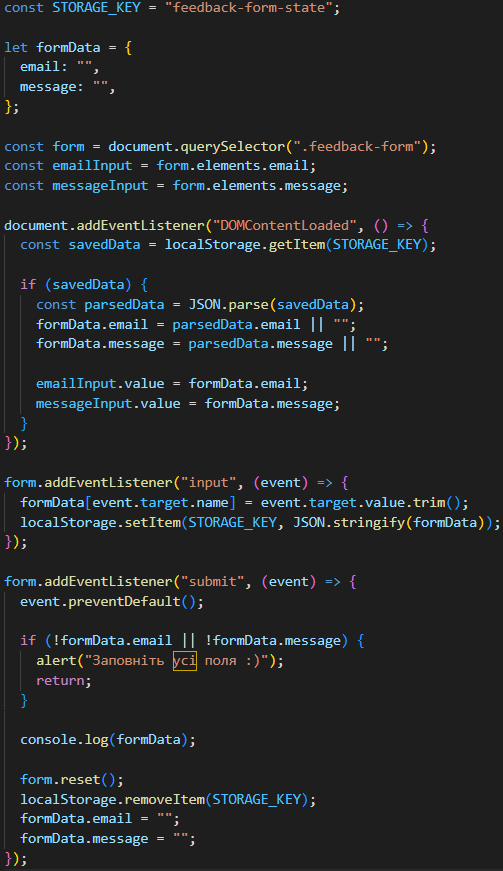 const STORAGE_KEY = "feedback-form-state";
let formData = {
  email: "",
  message: "",
};
const form = document.querySelector(".feedback-form");
const emailInput = form.elements.email;
const messageInput = form.elements.message;
document.addEventListener("DOMContentLoaded", () => {
  const savedData = localStorage.getItem(STORAGE_KEY);
  if (savedData) {
    const parsedData = JSON.parse(savedData);
    formData.email = parsedData.email || "";
    formData.message = parsedData.message || "";
    emailInput.value = formData.email;
    messageInput.value = formData.message;
  }
});
form.addEventListener("input", (event) => {
  formData[event.target.name] = event.target.value.trim();
  localStorage.setItem(STORAGE_KEY, JSON.stringify(formData));
});
form.addEventListener("submit", (event) => {
  event.preventDefault();
  if (!formData.email || !formData.message) {
    alert("Заповніть усі поля :)");
    return;
  }
  console.log(formData);
  form.reset();
  localStorage.removeItem(STORAGE_KEY);
  formData.email = "";
  formData.message = "";
});